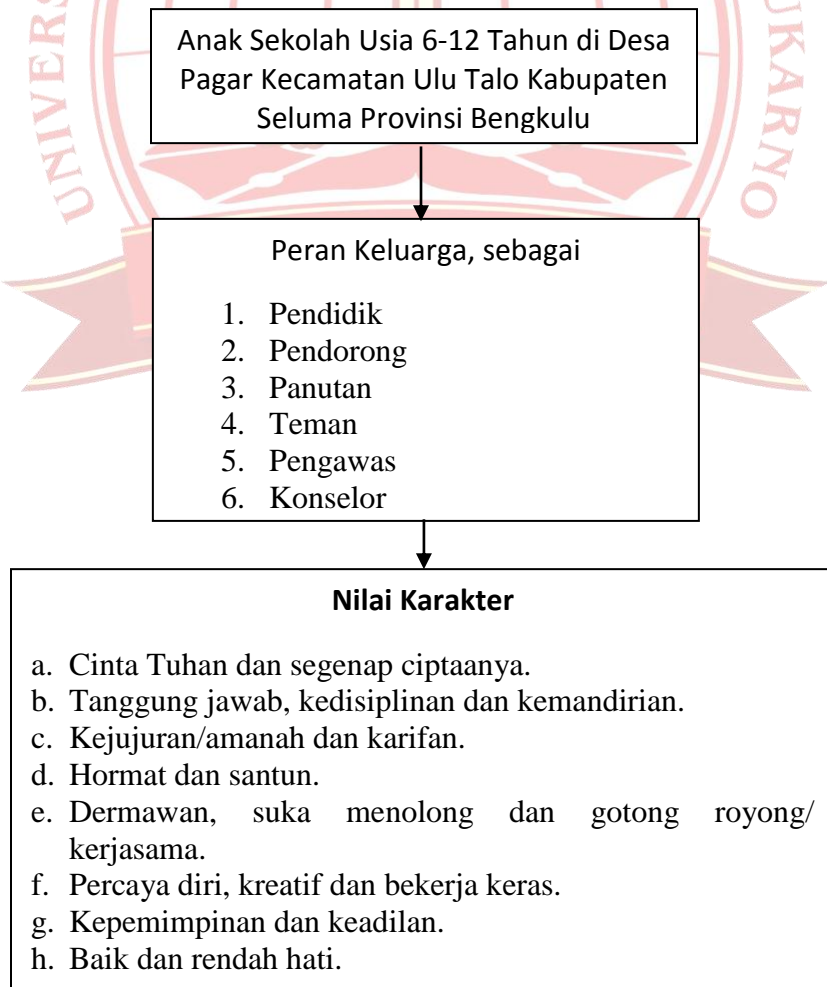 UNIVERS
UKARNO
Anak Sekolah Usia 6-12 Tahun di Desa
Pagar Kecamatan Ulu Talo Kabupaten
Seluma Provinsi Bengkulu
Peran Keluarga, sebagai
1. Pendidik
2. Pendorong
3. Panutan
4. Teman
5. Pengawas
6. Konselor
Nilai Karakter
a. Cinta Tuhan dan segenap ciptaanya.
b. Tanggung jawab, kedisiplinan dan kemandirian.
c. Kejujuran/amanah dan karifan.
d. Hormat dan santun.
e. Dermawan, suka menolong dan gotong royong/
kerjasama.
f. Percaya diri, kreatif dan bekerja keras.
g. Kepemimpinan dan keadilan.
h. Baik dan rendah hati.